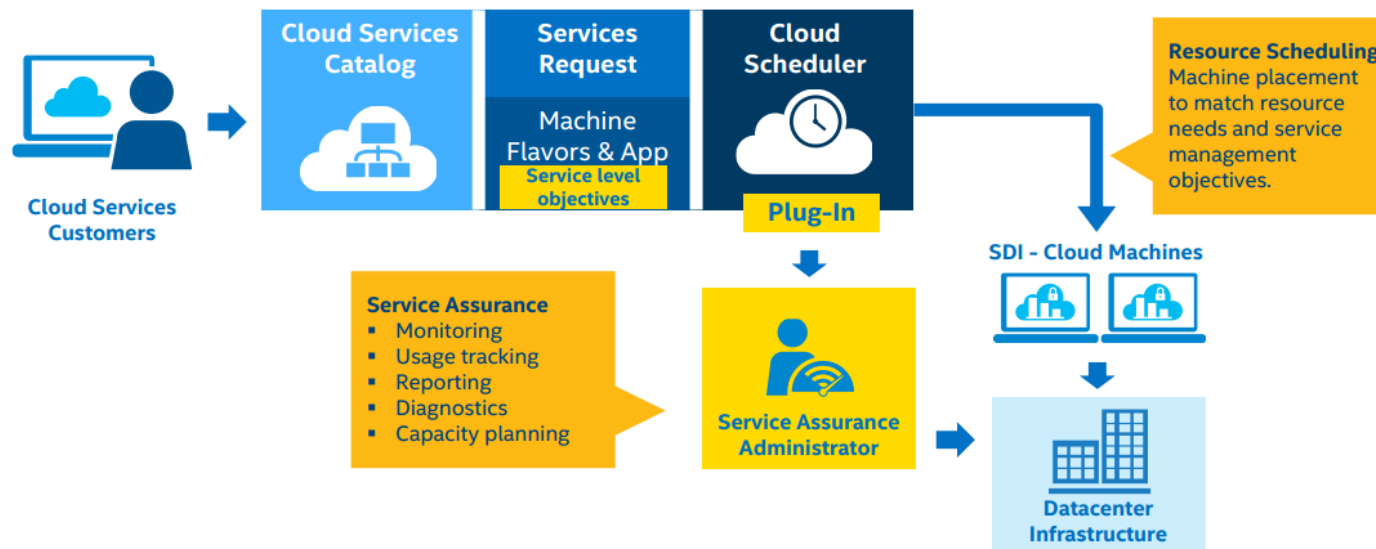 Cloud Services
Customers
Cloud Services
Catalog
Services
Request
Machine
Flavors & App
Service level
objectives
Cloud
Scheduler
Plug-In
Resource Scheduling
Machine placement
to match resource
needs and service
management
objectives.
SDI - Cloud Machines
Service Assurance
▪ Monitoring
▪ Usage tracking
▪ Reporting
▪ Diagnostics
▪ Capacity planning
Service Assurance
Administrator
Datacenter
Infrastructure